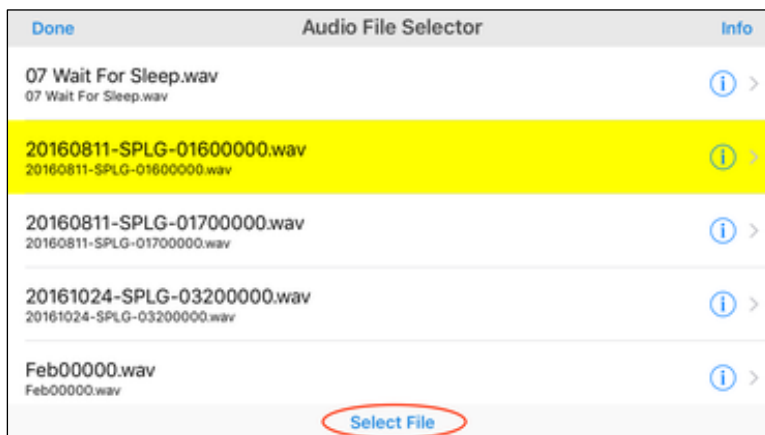 Done Audio File Selector Info
07 Wait For Sleep.wav
07 Wait For Sleep.wav
20160811-SPLG-01600000.wav
20160811-SPLG-01600000.wav
20160811-SPLG-01700000.wav
20160811-SPLG-01700000.wav
20161024-SPLG-03200000.wav
20161024-SPLG-03200000.wav
Feb00000.wav
Feb00000.wav
Select File